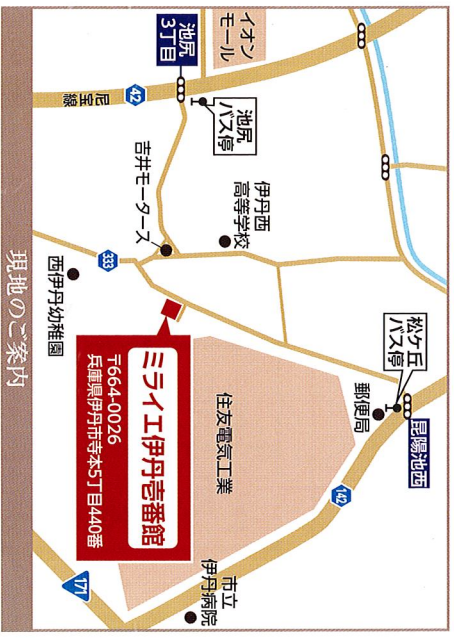 現地のご案内
イオン
モール
池尻
3丁目
池尻
バス停
42
尼宝線
吉井モータース
伊丹西
高等学校
333
西伊丹幼稚園
松ケ丘
バス停
郵便局
昆陽池西
142
住友電気工業
ミライエ伊丹壱番館
〒664-0026
兵庫県伊丹市寺本5丁目440番
市立
伊丹病院
171